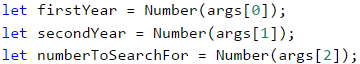 let firstYear = Number(args[0]);
let secondYear = Number(args[1]);
let numberToSearchFor = Number(args[2]);